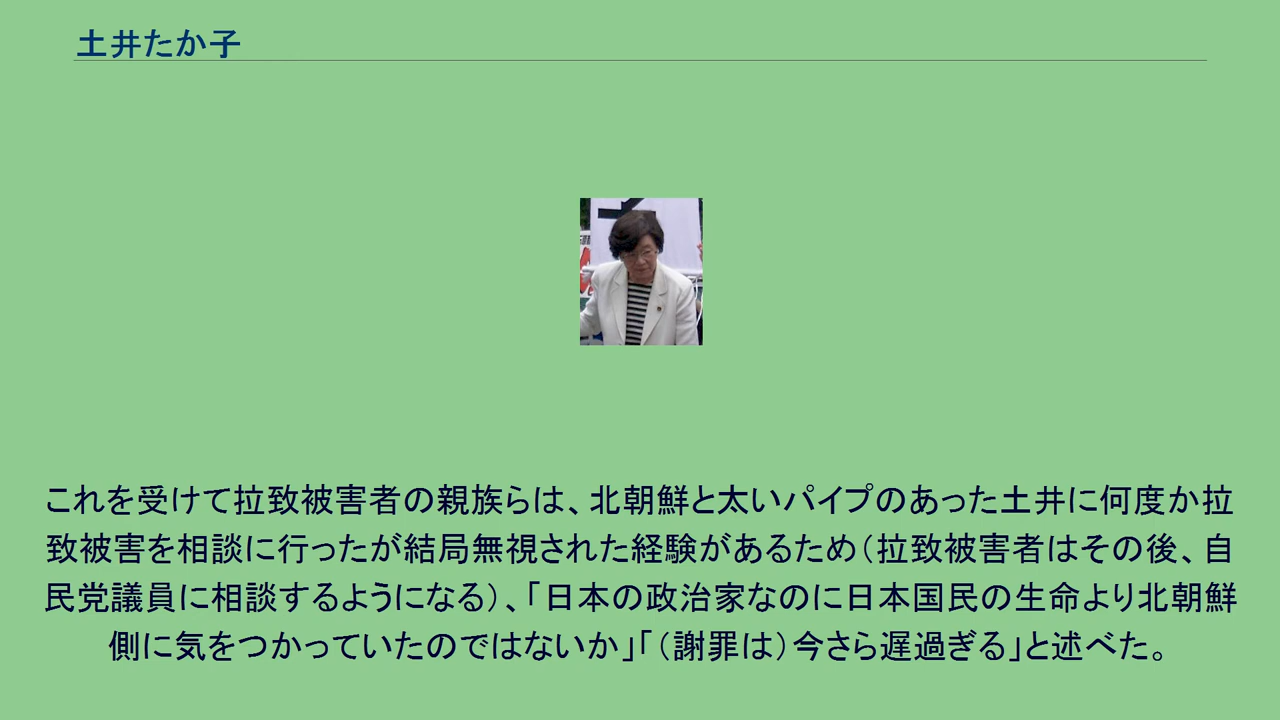 土井たか子
これを受けて拉致被害者の親族らは、北朝鮮と太いパイプのあった土井に何度か拉
致被害を相談に行ったが結局無視された経験があるため（拉致被害者はその後、自
民党議員に相談するようになる）、「日本の政治家なのに日本国民の生命より北朝鮮
側に気をつかっていたのではないか」「（謝罪は）今さら遅過ぎる」と述べた。